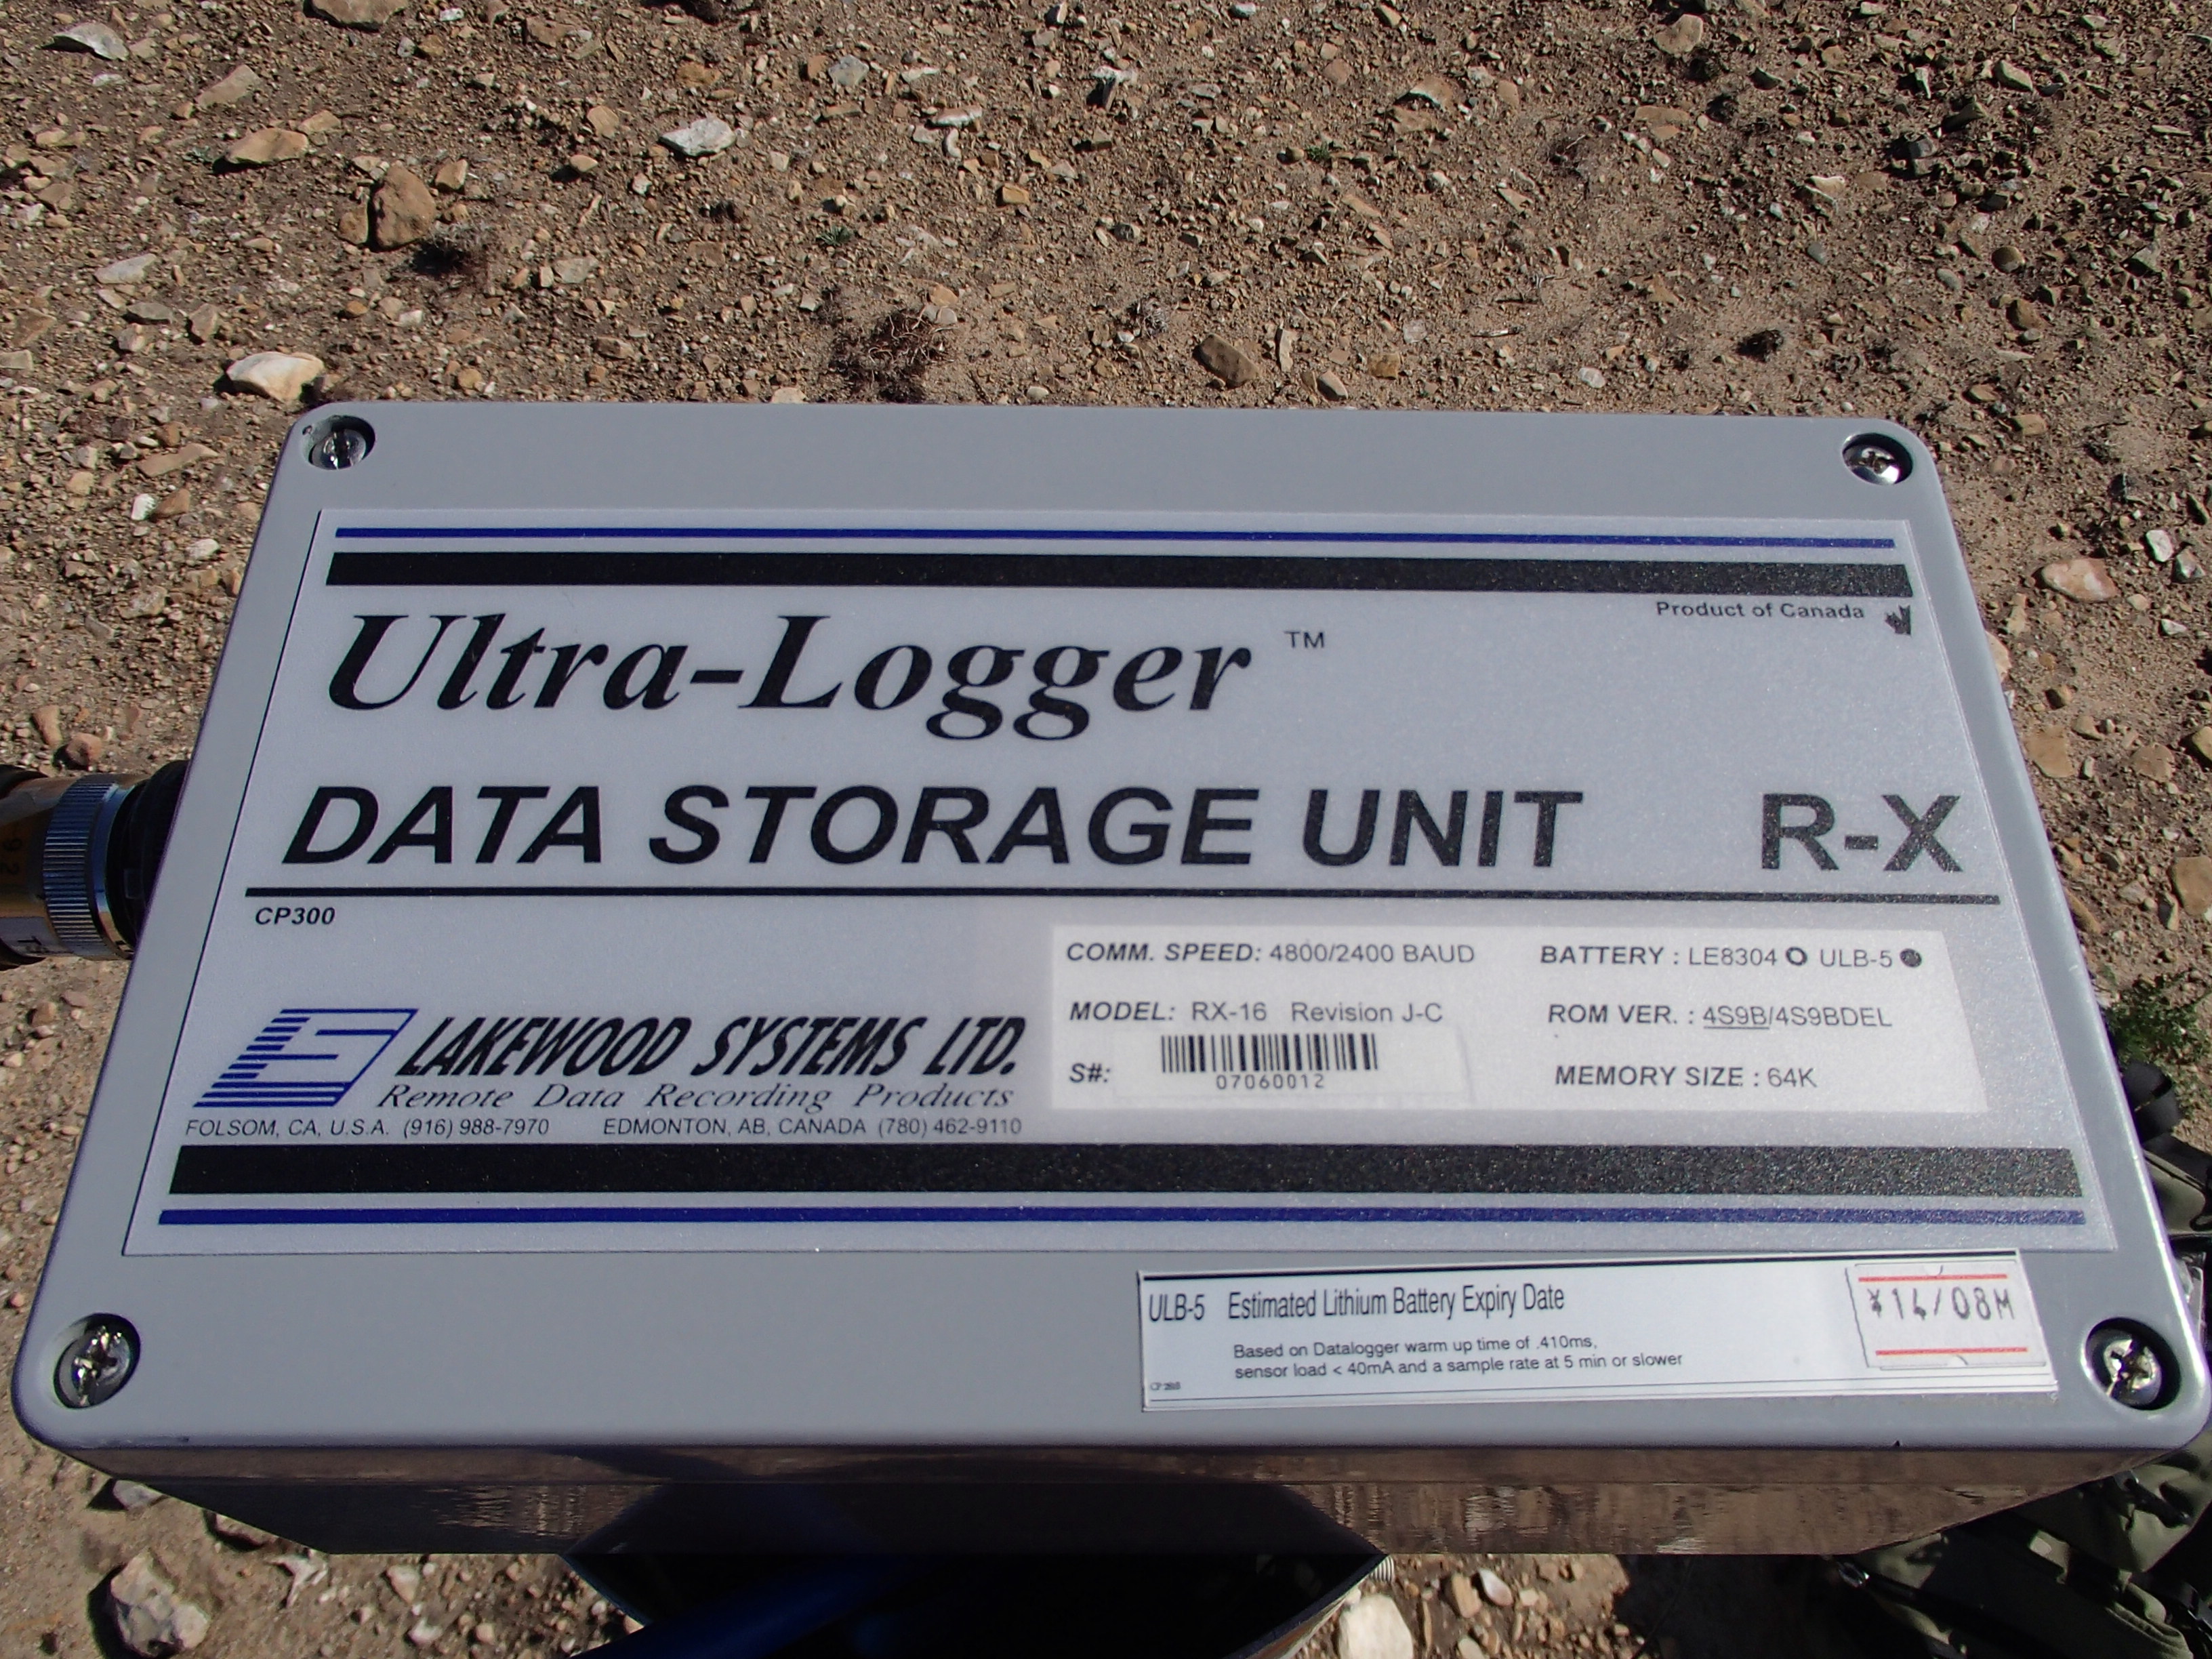 Product of Canada
Ultra-Logger ™
DATA STORAGE UNIT R-X
CP300
COMM. SPEED: 4800/2400 BAUD BATTERY : LE8304 ULB-5
MODEL: RX-16 Revision J-C ROM VER. : 4S9B/4S9BDEL
S#: 07060012 MEMORY SIZE : 64K
LAKEWOOD SYSTEMS LTD.
Remote Data Recording Products
FOLSOM, CA, U.S.A. (916) 988-7970 EDMONTON, AB, CANADA (780) 462-9110
ULB-5 Estimated Lithium Battery Expiry Date
¥14/08M
Based on Datalogger warm up time of .410ms,
sensor load < 40mA and a sample rate at 5 min or slower